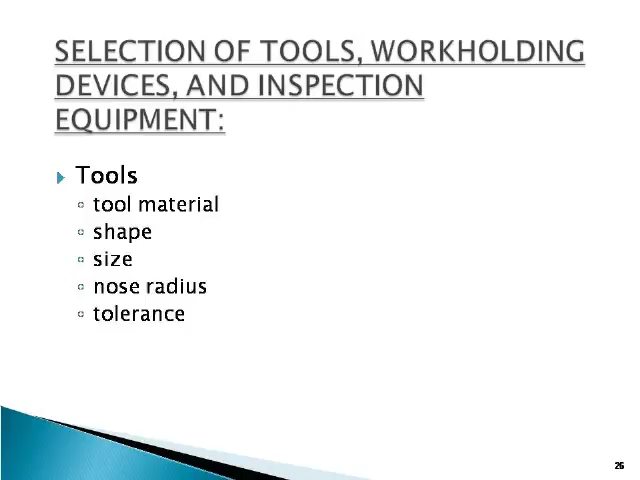 SELECTION OF TOOLS, WORKHOLDING
DEVICES, AND INSPECTION
EQUIPMENT:
Tools
tool material
shape
size
nose radius
tolerance
26